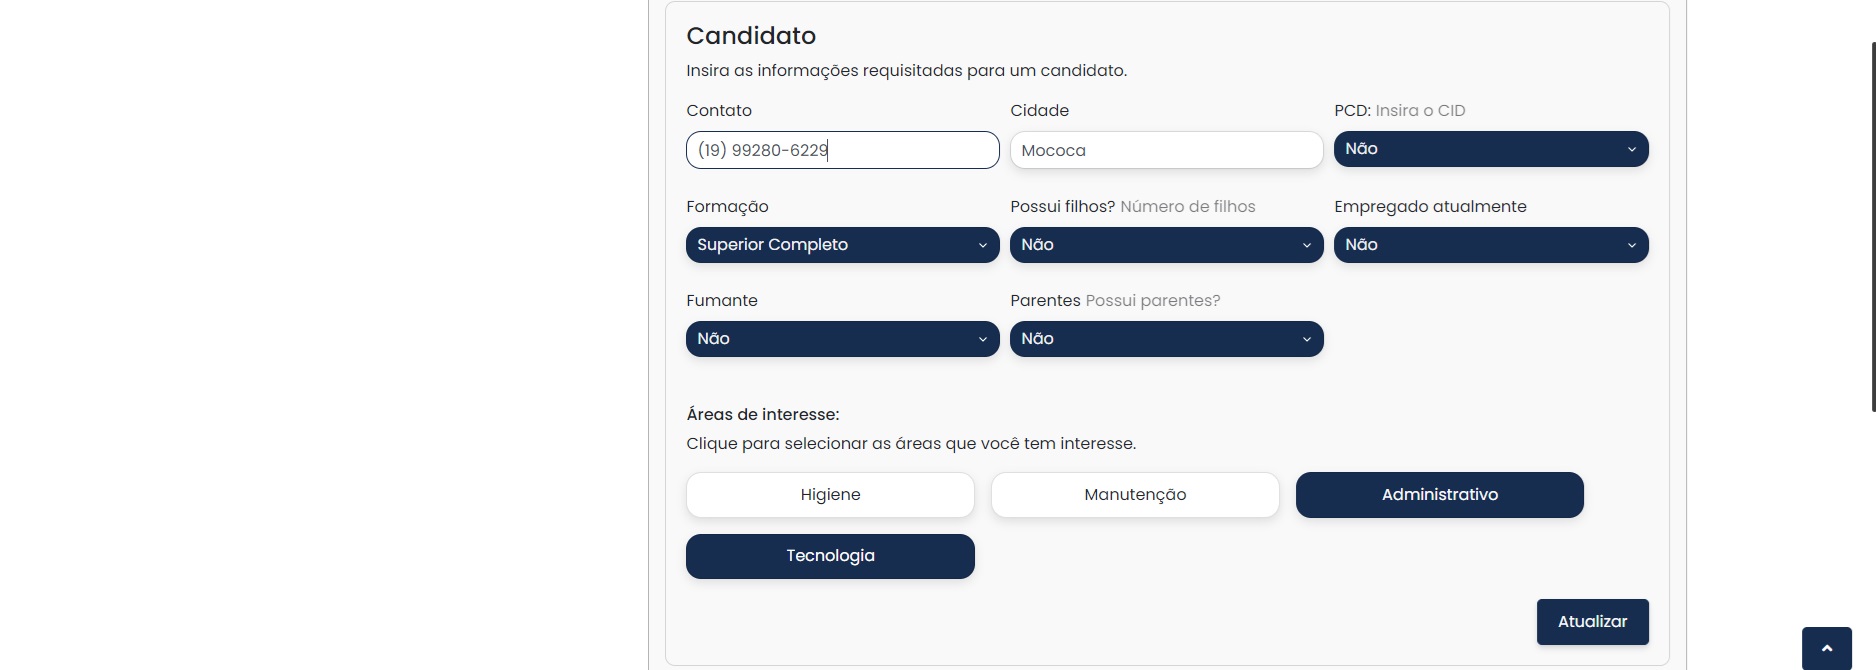 Candidato
Insira as informações requisitadas para um candidato.
Contato Cidade PCD: Insira o CID
(19) 99280-6229 Mococa Não
Formação Possui filhos? Número de filhos Empregado atualmente
Superior Completo Não Não
Fumante Parentes Possui parentes?
Não Não
Áreas de interesse:
Clique para selecionar as áreas que você tem interesse.
Higiene Manutenção Administrativo
Tecnologia
Atualizar